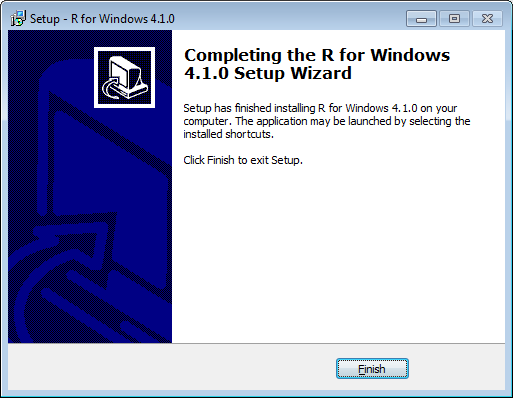 Setup - R for Windows 4.1.0
Completing the R for Windows
4.1.0 Setup Wizard
Setup has finished installing R for Windows 4.1.0 on your
computer. The application may be launched by selecting the
installed shortcuts.
Click Finish to exit Setup.
Finish